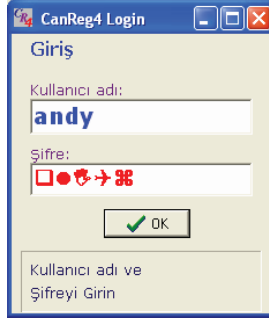 CanReg4 Login
Giriş
Kullanıcı adı:
andy
Şifre:
OK
Kullanıcı adı ve
Şifreyi Girin